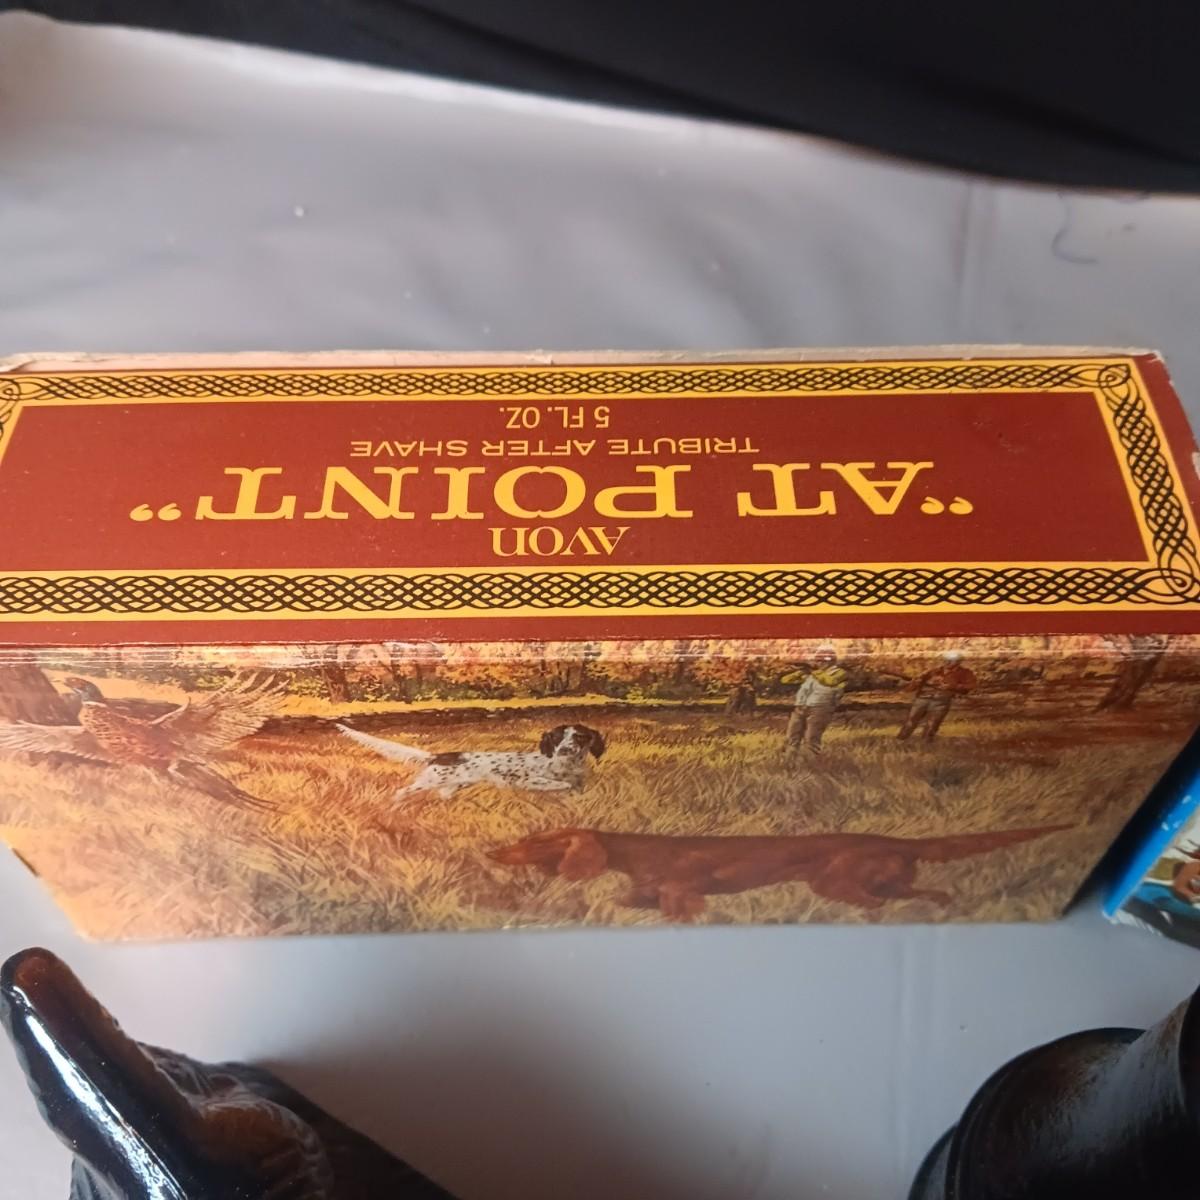 AVON
“AT POINT”
TRIBUTE AFTER SHAVE
5 FL. OZ.